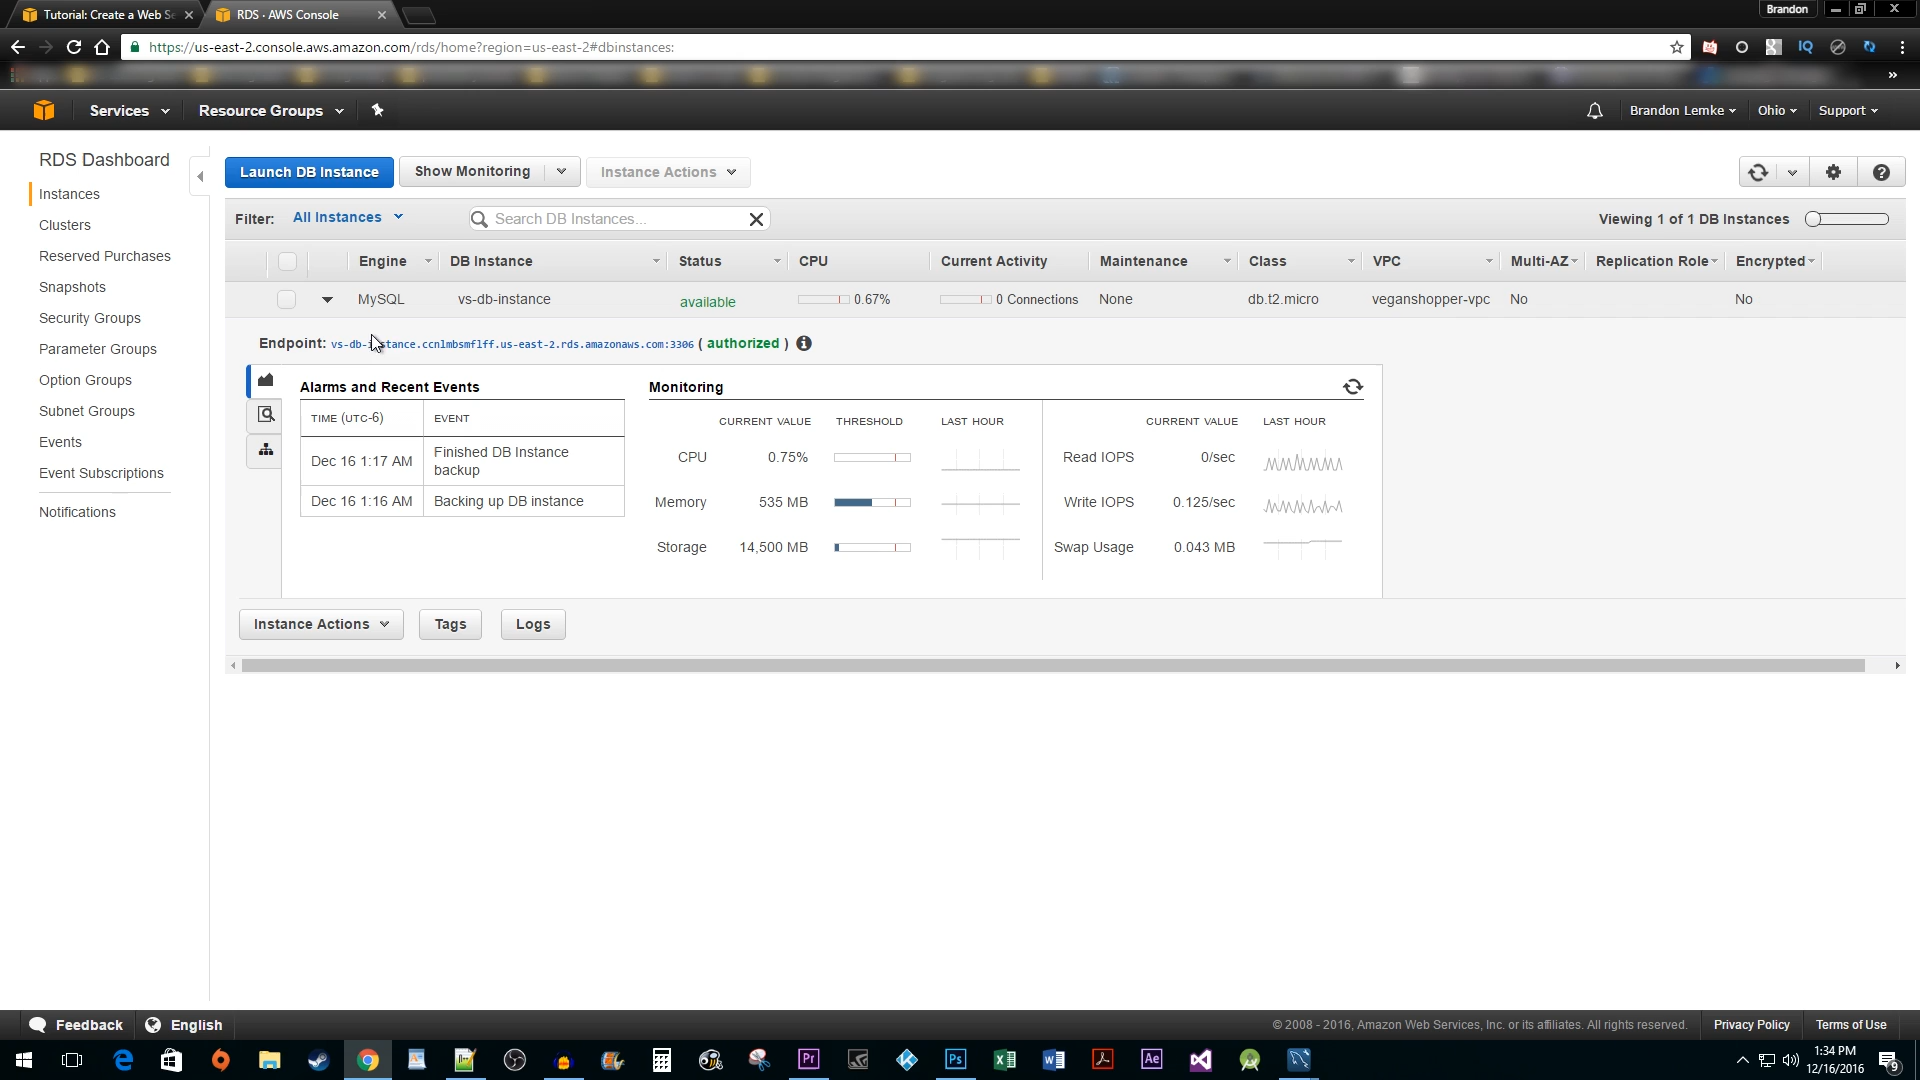 Tutorial: Create a Web Se
RDS · AWS Console
Brandon
https://us-east-2.console.aws.amazon.com/rds/home?region=us-east-2#dbinstances:
IQ
»
Services
Resource Groups
Brandon Lemke
Ohio
Support
RDS Dashboard
Instances
Clusters
Reserved Purchases
Snapshots
Security Groups
Parameter Groups
Option Groups
Subnet Groups
Events
Event Subscriptions
Notifications
Launch DB Instance
Show Monitoring
Instance Actions
Filter: All Instances
Search DB Instances...
Viewing 1 of 1 DB Instances
Engine DB Instance Status CPU Current Activity Maintenance Class VPC Multi-AZ Replication Role Encrypted
MySQL vs-db-instance available 0.67% 0 Connections None db.t2.micro veganshopper-vpc No No
Endpoint: ( authorized )
Alarms and Recent Events
TIME (UTC-6) EVENT
Dec 16 1:17 AM Finished DB Instance
backup
Dec 16 1:16 AM Backing up DB instance
Monitoring
CURRENT VALUE THRESHOLD LAST HOUR CURRENT VALUE LAST HOUR
CPU 0.75% Read IOPS 0/sec
Memory 535 MB Write IOPS 0.125/sec
Storage 14,500 MB Swap Usage 0.043 MB
Instance Actions
Tags
Logs
Feedback
English
© 2008 - 2016, Amazon Web Services, Inc. or its affiliates. All rights reserved.
Privacy Policy
Terms of Use
Pr
Ps
Ae
1:34 PM
12/16/2016
9